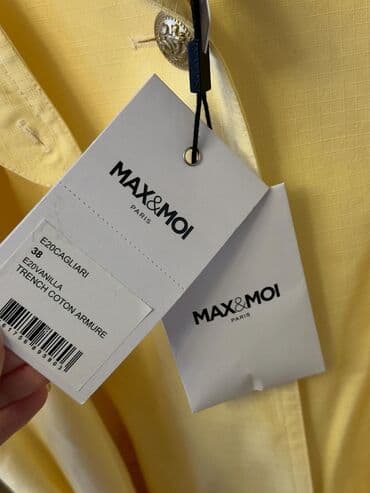 MAX&MOI
PARIS
E20CAGLIARI
38
E20VANILLA
TRENCH COTON ARMURE
MAX&MOI
PARIS